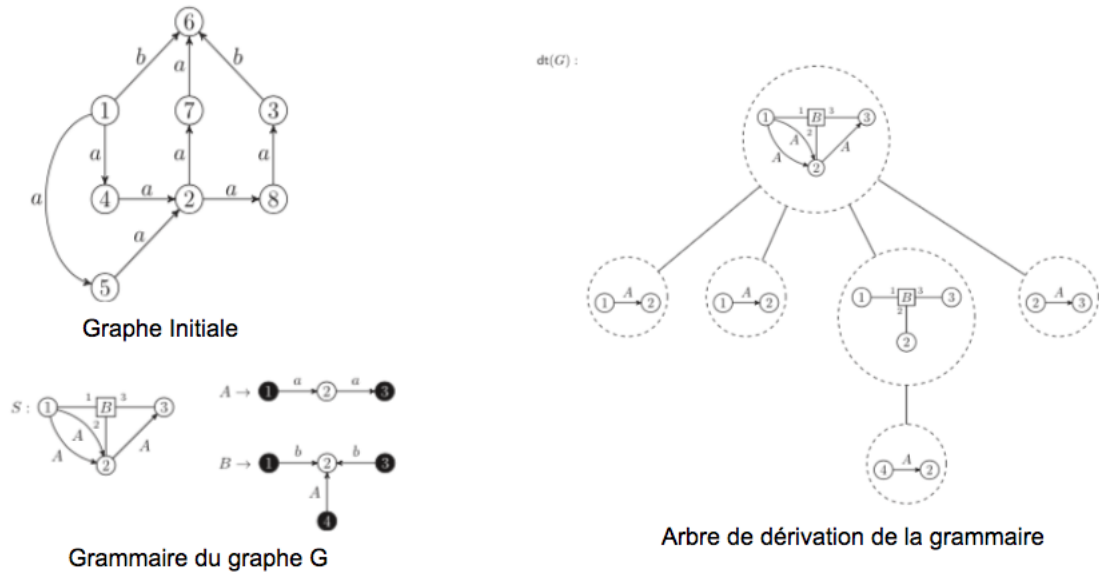 6
b
a
b
1
7
3
a
a
a
a
4
a
2
a
8
a
5
Graphe Initiale
S :
1
1
B
3
3
A
2
A
A
2
A →
1
a
2
a
3
B →
1
b
2
b
3
A
4
Grammaire du graphe G
dt(G) :
1
1
B
3
3
A
2
A
A
2
1
A
2
1
A
2
1
1
B
3
3
2
2
2
A
3
4
A
2
Arbre de dérivation de la grammaire